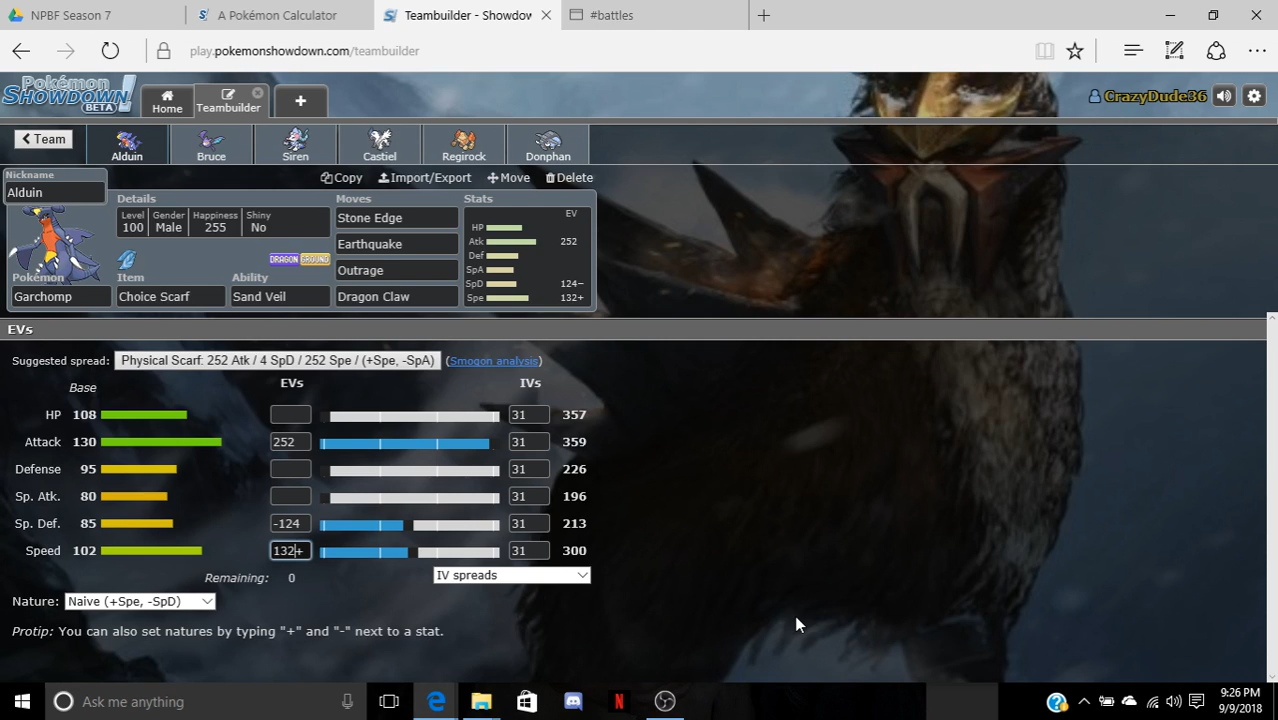 NPBF Season 7
A Pokémon Calculator
Teambuilder - Showdow
#battles
play.pokemonshowdown.com/teambuilder
Pokémon
SHOWDOWN!
BETA
Home
Teambuilder
CrazyDude36
Team
Alduin
Bruce
Siren
Castiel
Regirock
Donphan
Copy
Import/Export
Move
Delete
Nickname
Alduin
Details
Level Gender Happiness Shiny
100 Male 255 No
DRAGON GROUND
Pokémon
Garchomp
Item
Choice Scarf
Ability
Sand Veil
Moves
Stone Edge
Earthquake
Outrage
Dragon Claw
Stats
EV
HP
Atk 252
Def
SpA
SpD 124−
Spe 132+
EVs
Suggested spread: Physical Scarf: 252 Atk / 4 SpD / 252 Spe / (+Spe, -SpA) (Smogon analysis)
Base EVs IVs
HP 108 31 357
Attack 130 252 31 359
Defense 95 31 226
Sp. Atk. 80 31 196
Sp. Def. 85 -124 31 213
Speed 102 132+ 31 300
Remaining: 0
IV spreads
Nature: Naive (+Spe, -SpD)
Protip: You can also set natures by typing "+" and "-" next to a stat.
Ask me anything
N
9:26 PM
9/9/2018